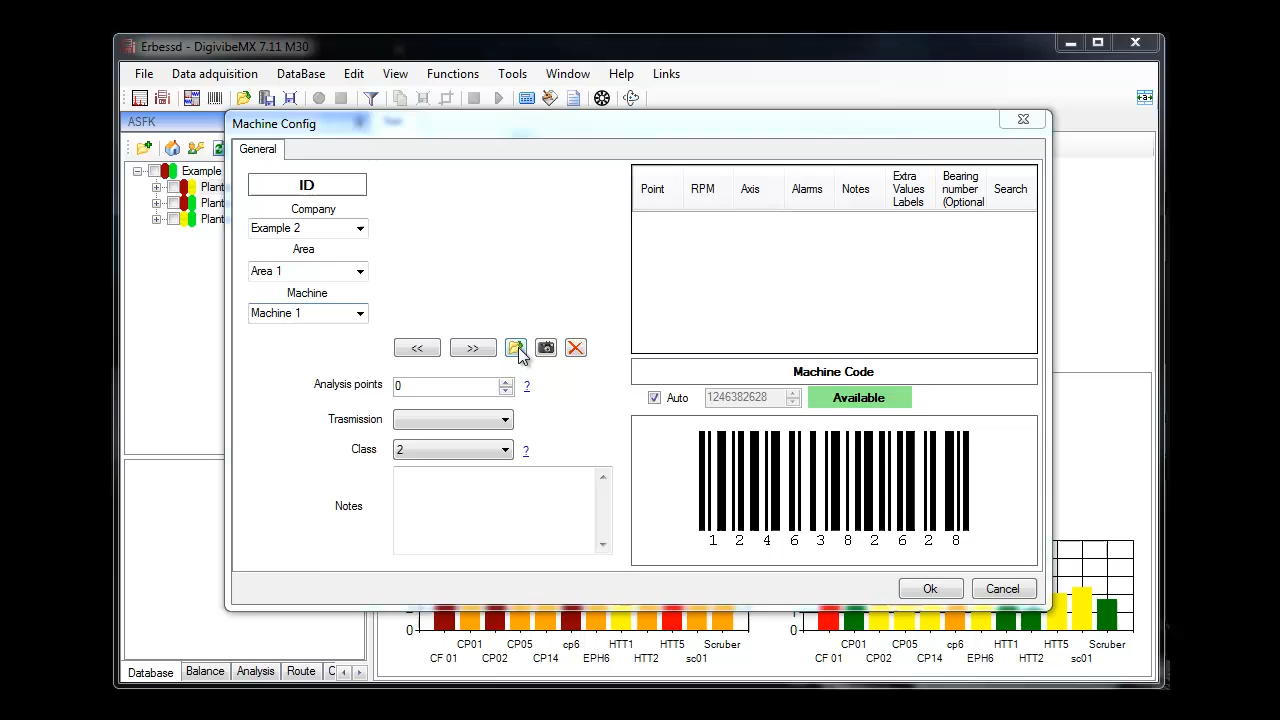 Erbessd - DigivibeMX 7.11 M30
File Data adquisition DataBase Edit View Functions Tools Window Help Links
ASFK
Machine Config
General
Example
Plant
Plant
Plant
ID
Company
Example 2
Area
Area 1
Machine
Machine 1
<< >>
Analysis points 0 ?
Trasmission
Class 2 ?
Notes
Point RPM Axis Alarms Notes Extra Values Labels Bearing number (Optional Search
Machine Code
Auto 1246382628 Available
1 2 4 6 3 8 2 6 2 8
Ok Cancel
0 0
CP01 CP05 cp6 HTT1 HTT5 Scruber
CF 01 CP02 CP14 EPH6 HTT2 sc01
CP01 CP05 cp6 HTT1 HTT5 Scruber
CF 01 CP02 CP14 EPH6 HTT2 sc01
Database Balance Analysis Route C